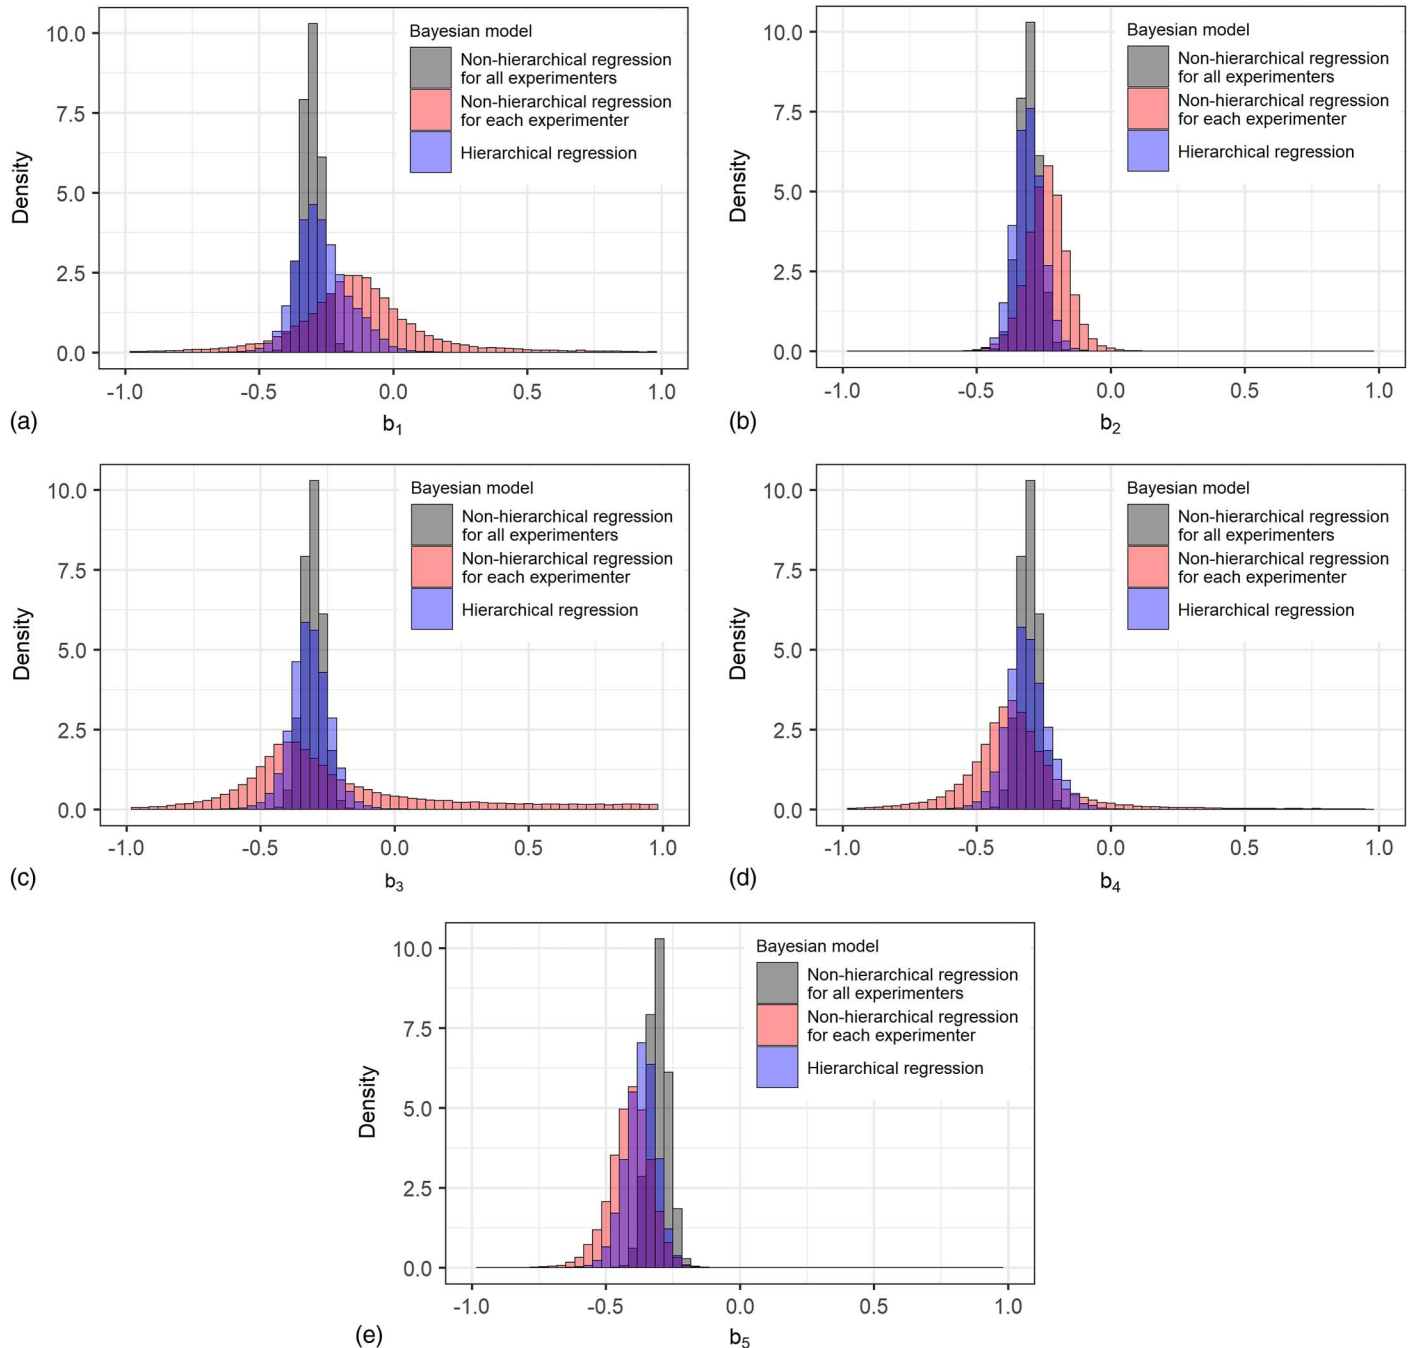 Bayesian model
Non-hierarchical regression
for all experimenters
Non-hierarchical regression
for each experimenter
Hierarchical regression
Density
10.0
7.5
5.0
2.5
0.0
-1.0 -0.5 0.0 0.5 1.0
(a)
b1
Bayesian model
Non-hierarchical regression
for all experimenters
Non-hierarchical regression
for each experimenter
Hierarchical regression
Density
10.0
7.5
5.0
2.5
0.0
-1.0 -0.5 0.0 0.5 1.0
(b)
b2
Bayesian model
Non-hierarchical regression
for all experimenters
Non-hierarchical regression
for each experimenter
Hierarchical regression
Density
10.0
7.5
5.0
2.5
0.0
-1.0 -0.5 0.0 0.5 1.0
(c)
b3
Bayesian model
Non-hierarchical regression
for all experimenters
Non-hierarchical regression
for each experimenter
Hierarchical regression
Density
10.0
7.5
5.0
2.5
0.0
-1.0 -0.5 0.0 0.5 1.0
(d)
b4
Bayesian model
Non-hierarchical regression
for all experimenters
Non-hierarchical regression
for each experimenter
Hierarchical regression
Density
10.0
7.5
5.0
2.5
0.0
-1.0 -0.5 0.0 0.5 1.0
(e)
b5